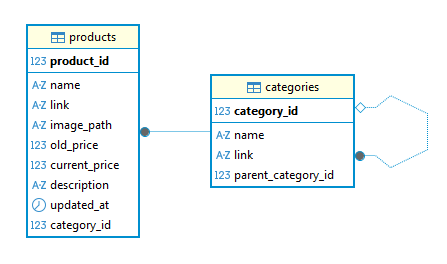 products
123 product_id
A-Z name
A-Z link
A-Z image_path
123 old_price
123 current_price
A-Z description
updated_at
123 category_id
categories
123 category_id
A-Z name
A-Z link
123 parent_category_id